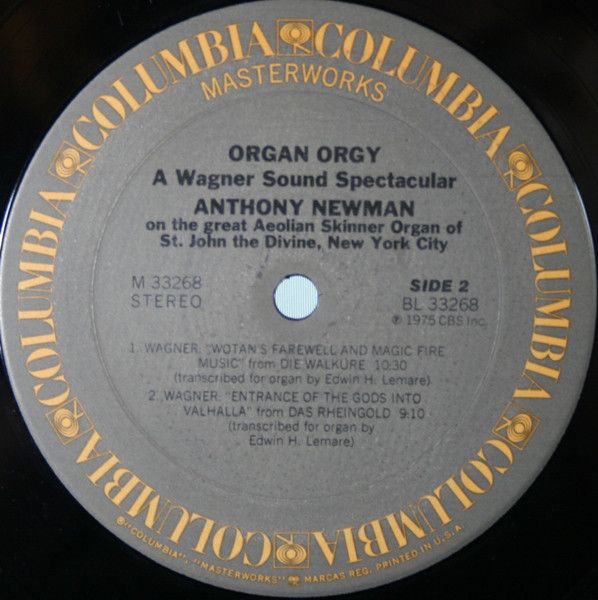 COLUMBIA COLUMBIA COLUMBIA COLUMBIA COLUMBIA COLUMBIA
MASTERWORKS
ORGAN ORGY
A Wagner Sound Spectacular
ANTHONY NEWMAN
on the great Aeolian Skinner Organ of
St. John the Divine, New York City
M 33268
STEREO
SIDE 2
BL 33268
℗ 1975 CBS Inc.
1. WAGNER: "WOTAN'S FAREWELL AND MAGIC FIRE
MUSIC" from DIE WALKÜRE 10:30
(transcribed for organ by Edwin H. Lemare)
2. WAGNER: "ENTRANCE OF THE GODS INTO
VALHALLA" from DAS RHEINGOLD 9:10
(transcribed for organ by
Edwin H. Lemare)
® "COLUMBIA", "MASTERWORKS" MARCAS REG. PRINTED IN U.S.A.